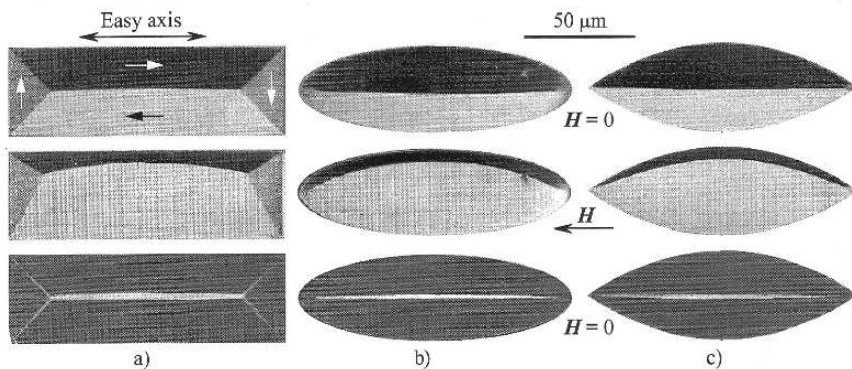 Easy axis
50 μm
H = 0
H
H = 0
a)
b)
c)